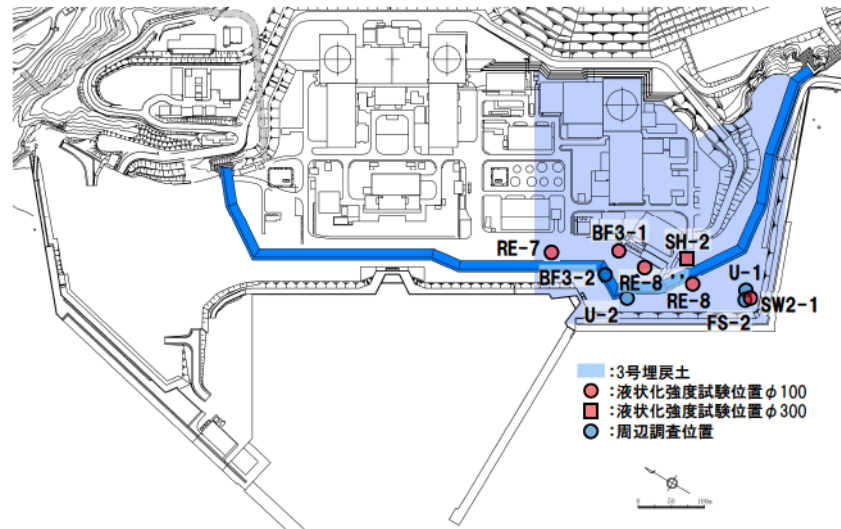 BF3-1
SH-2
RE-7
BF3-2
RE-8
U-1
RE-8
SW2-1
U-2
FS-2
:3号埋戻土
:液状化強度試験位置φ100
:液状化強度試験位置φ300
:周辺調査位置
0 50 100m